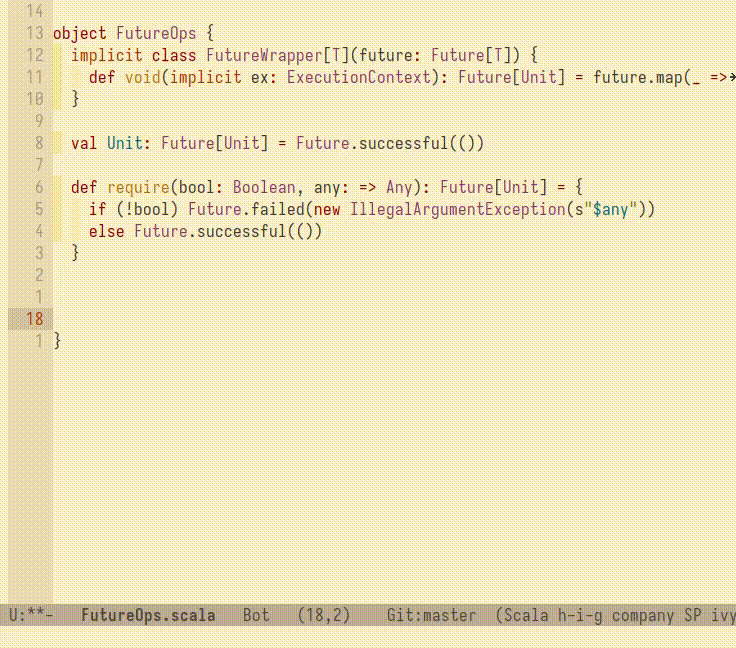 14
13 object FutureOps {
12   implicit class FutureWrapper[T](future: Future[T]) {
11     def void(implicit ex: ExecutionContext): Future[Unit] = future.map(_ =>→
10   }
9
8   val Unit: Future[Unit] = Future.successful(())
7
6   def require(bool: Boolean, any: => Any): Future[Unit] = {
5     if (!bool) Future.failed(new IllegalArgumentException(s"$any"))
4     else Future.successful(())
3   }
2
1
18
1 }
U:**-   FutureOps.scala   Bot   (18,2)    Git:master  (Scala h-i-g company SP ivy